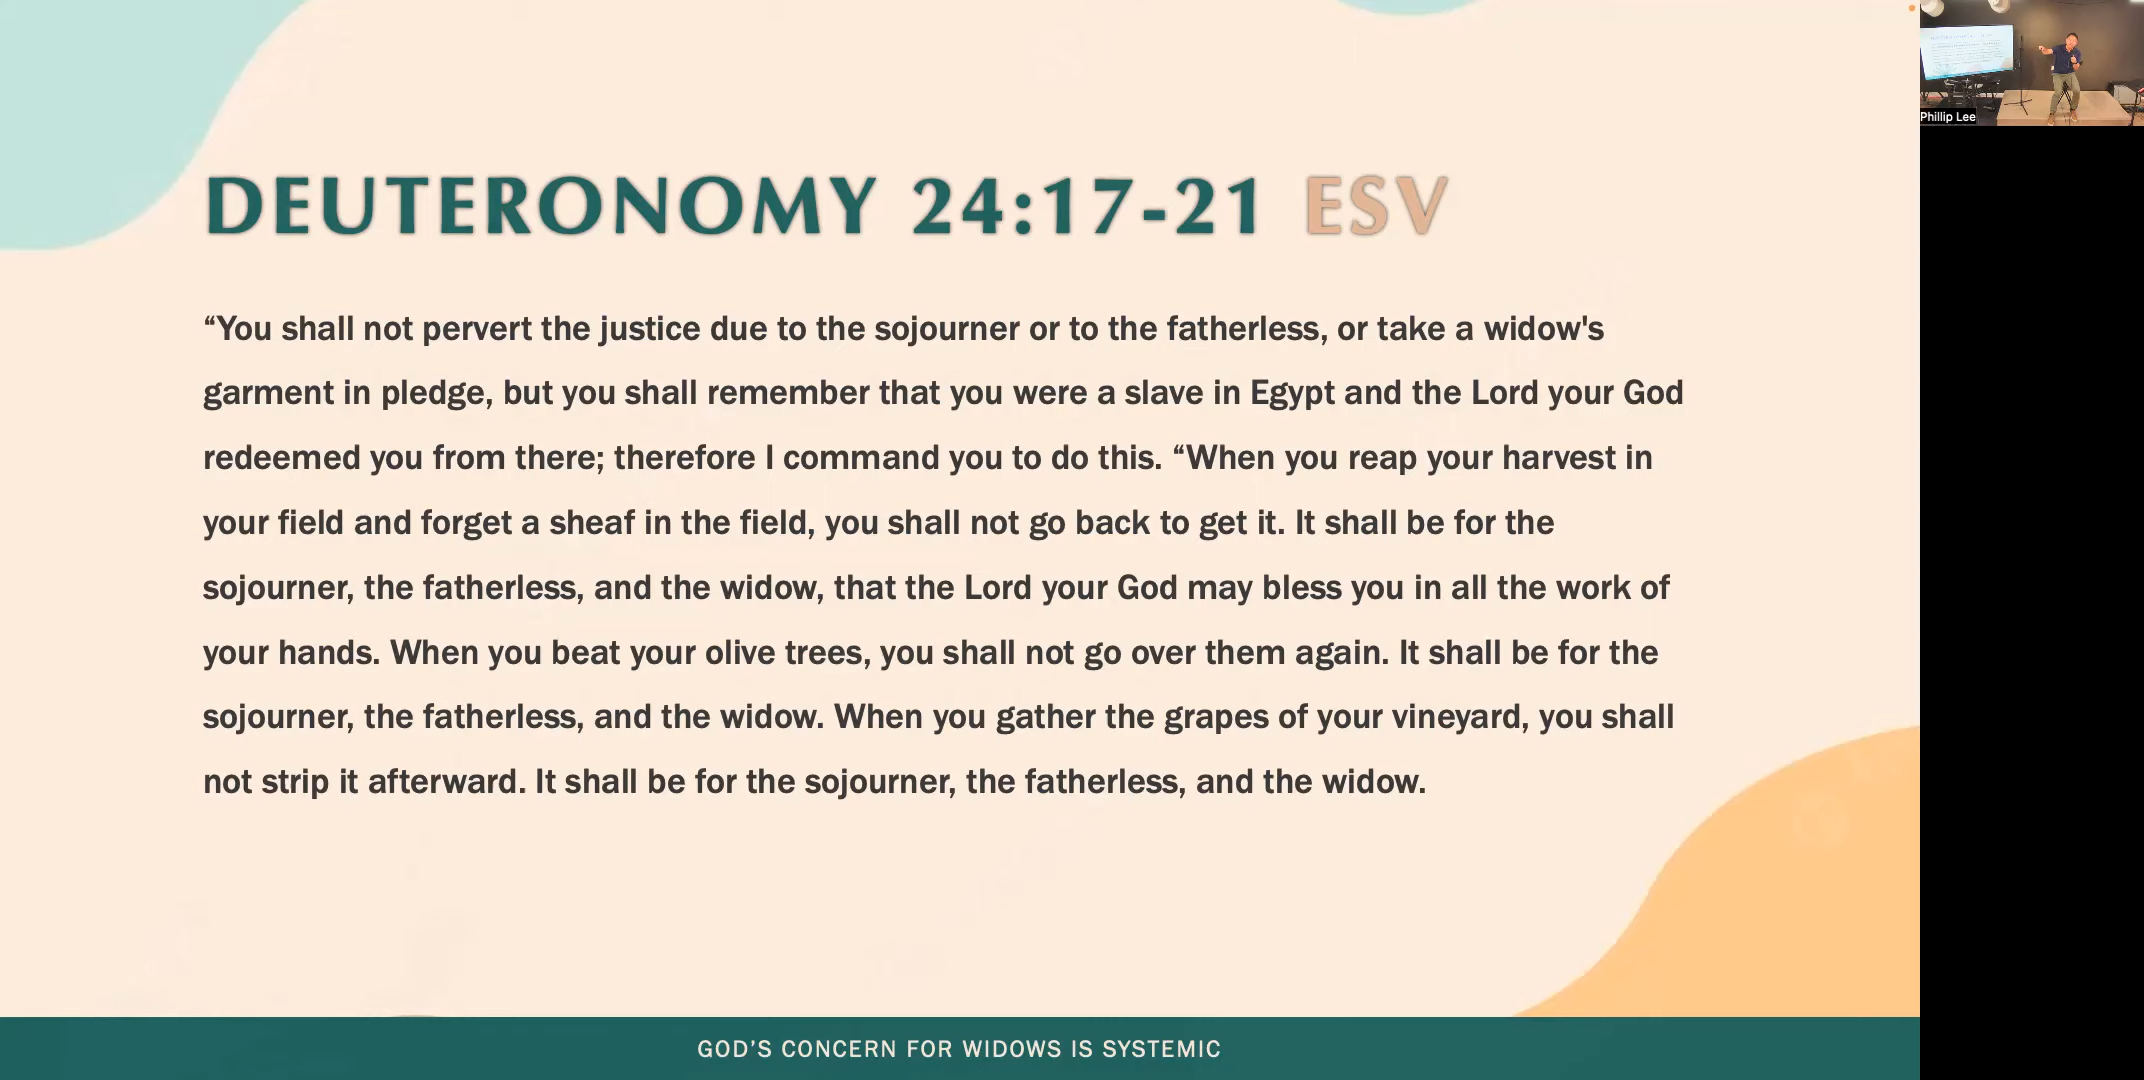 DEUTERONOMY 24:17-21 ESV
“You shall not pervert the justice due to the sojourner or to the fatherless, or take a widow's
garment in pledge, but you shall remember that you were a slave in Egypt and the Lord your God
redeemed you from there; therefore I command you to do this. “When you reap your harvest in
your field and forget a sheaf in the field, you shall not go back to get it. It shall be for the
sojourner, the fatherless, and the widow, that the Lord your God may bless you in all the work of
your hands. When you beat your olive trees, you shall not go over them again. It shall be for the
sojourner, the fatherless, and the widow. When you gather the grapes of your vineyard, you shall
not strip it afterward. It shall be for the sojourner, the fatherless, and the widow.
GOD’S CONCERN FOR WIDOWS IS SYSTEMIC
Phillip Lee